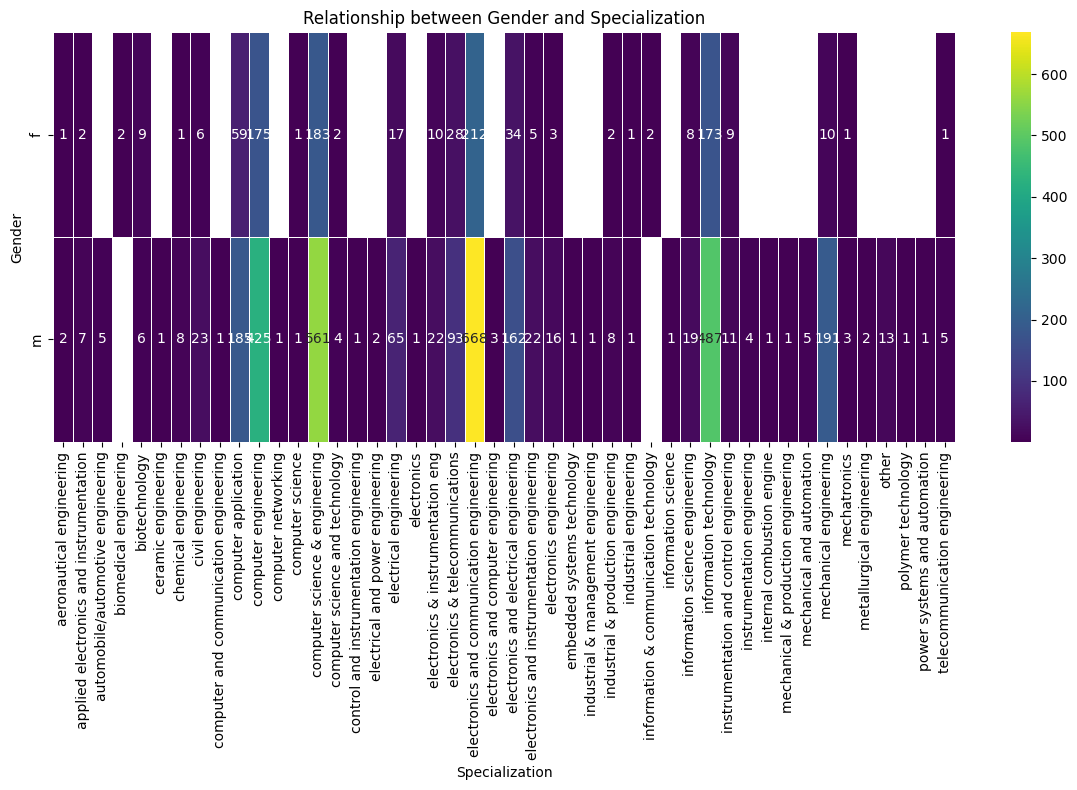 Relationship between Gender and Specialization
Gender
f
1 2 2 9 1 6 59 175 1 183 2 17 10 28 212 34 5 3 2 1 2 8 173 9 10 1 1
m
2 7 5 6 1 8 23 1 185 425 1 1 561 4 1 2 65 1 22 93 668 3 162 22 16 1 1 8 1 1 19 487 11 4 1 1 5 191 3 2 13 1 1 5
600
500
400
300
200
100
aeronautical engineering
applied electronics and instrumentation
automobile/automotive engineering
biomedical engineering
biotechnology
ceramic engineering
chemical engineering
civil engineering
computer and communication engineering
computer application
computer engineering
computer networking
computer science
computer science & engineering
computer science and technology
control and instrumentation engineering
electrical and power engineering
electrical engineering
electronics
electronics & instrumentation eng
electronics & telecommunications
electronics and communication engineering
electronics and computer engineering
electronics and electrical engineering
electronics and instrumentation engineering
electronics engineering
embedded systems technology
industrial & management engineering
industrial & production engineering
industrial engineering
information & communication technology
information science
information science engineering
information technology
instrumentation and control engineering
instrumentation engineering
internal combustion engine
mechanical & production engineering
mechanical and automation
mechanical engineering
mechatronics
metallurgical engineering
other
polymer technology
power systems and automation
telecommunication engineering
Specialization